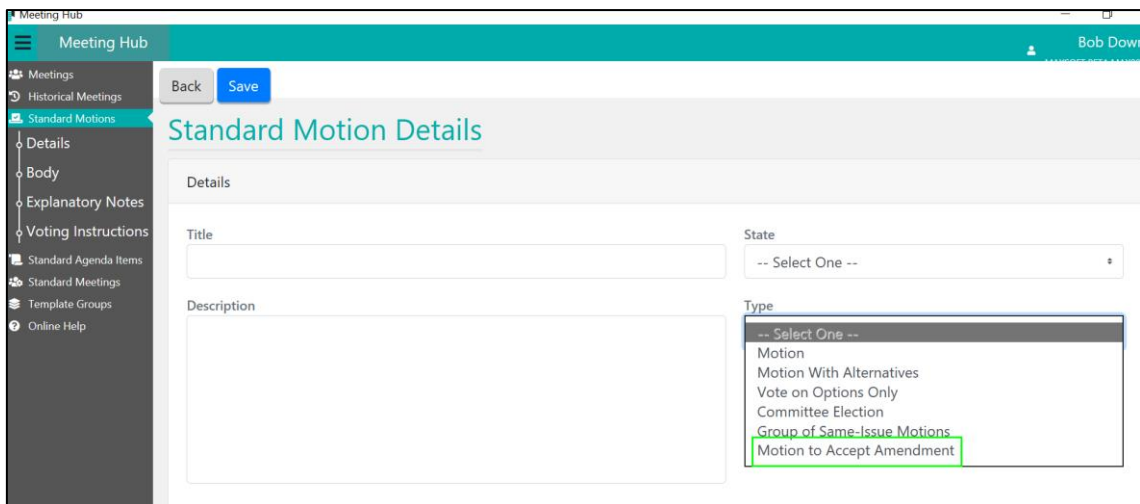 Meeting Hub
Meeting Hub
Bob Down
Meetings
Historical Meetings
Standard Motions
Details
Body
Explanatory Notes
Voting Instructions
Standard Agenda Items
Standard Meetings
Template Groups
Online Help
Back Save
Standard Motion Details
Details
Title
State
-- Select One --
Description
Type
-- Select One --
Motion
Motion With Alternatives
Vote on Options Only
Committee Election
Group of Same-Issue Motions
Motion to Accept Amendment